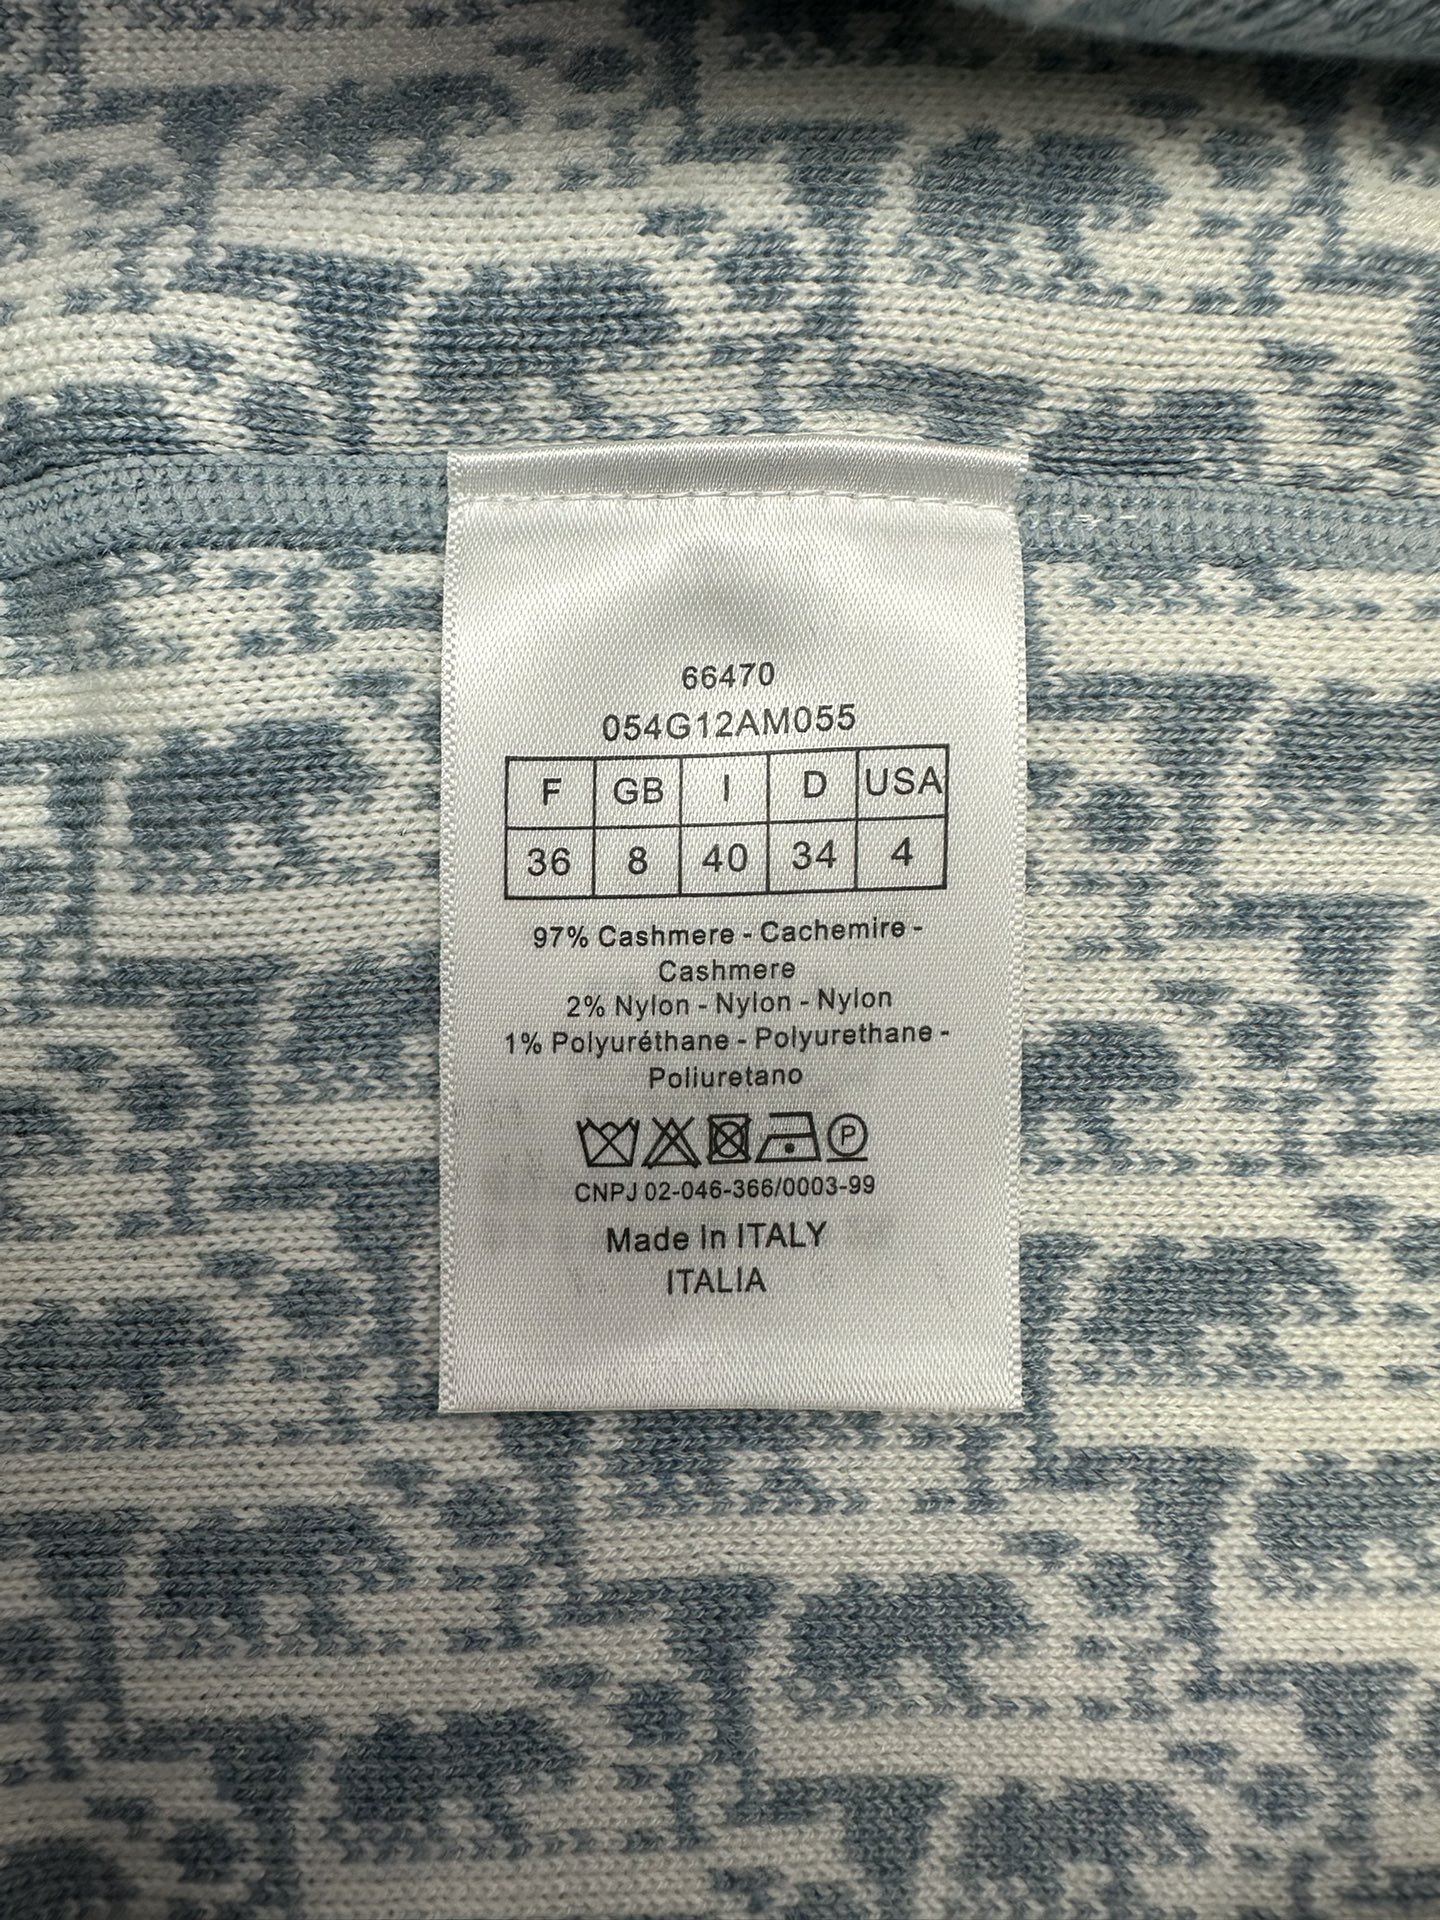 66470
054G12AM055
F GB I D USA
36 8 40 34 4
97% Cashmere - Cachemire -
Cashmere
2% Nylon - Nylon - Nylon
1% Polyuréthane - Polyurethane -
Poliuretano
P
CNPJ 02-046-366/0003-99
Made In ITALY
ITALIA